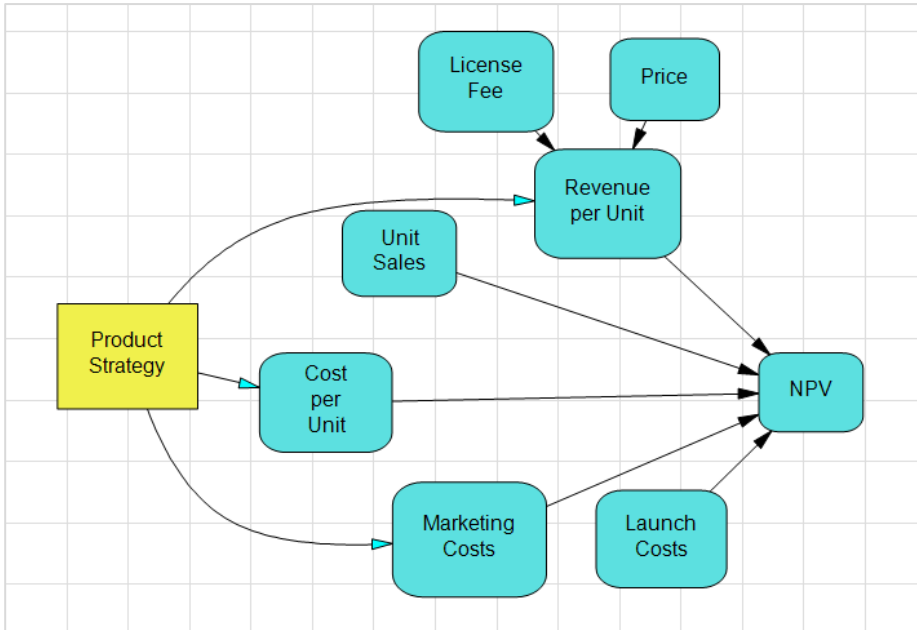 License
Fee
Price
Revenue
per Unit
Unit
Sales
Product
Strategy
Cost
per
Unit
NPV
Marketing
Costs
Launch
Costs